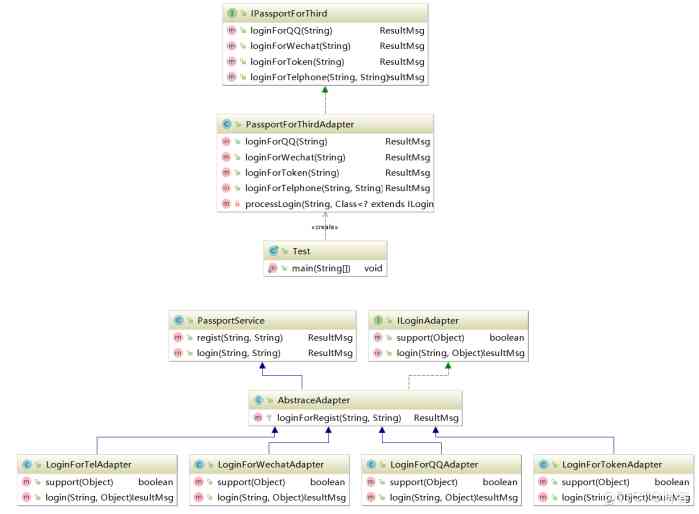 IPassportForThird
loginForQQ(String) ResultMsg
loginForWechat(String) ResultMsg
loginForToken(String) ResultMsg
loginForTelphone(String, String) esultMsg
PassportForThirdAdapter
loginForQQ(String) ResultMsg
loginForWechat(String) ResultMsg
loginForToken(String) ResultMsg
loginForTelphone(String, String) ResultMsg
processLogin(String, Class<? extends ILogin
«create»
Test
main(String[]) void
PassportService
regist(String, String) ResultMsg
login(String, String) ResultMsg
ILoginAdapter
support(Object) boolean
login(String, Object) esultMsg
AbstraceAdapter
loginForRegist(String, String) ResultMsg
LoginForTelAdapter
support(Object) boolean
login(String, Object) esultMsg
LoginForWechatAdapter
support(Object) boolean
login(String, Object) esultMsg
LoginForQQAdapter
support(Object) boolean
login(String, Object) esultMsg
LoginForTokenAdapter
support(Object) boolean
login(String, Object) esultMsg